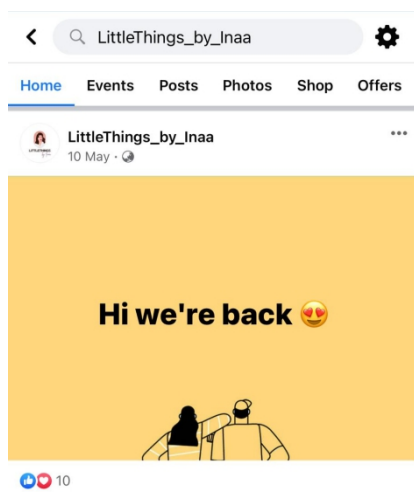 LittleThings_by_Inaa
Home Events Posts Photos Shop Offers
LittleThings_by_Inaa
10 May ·
Hi we're back 😍
10